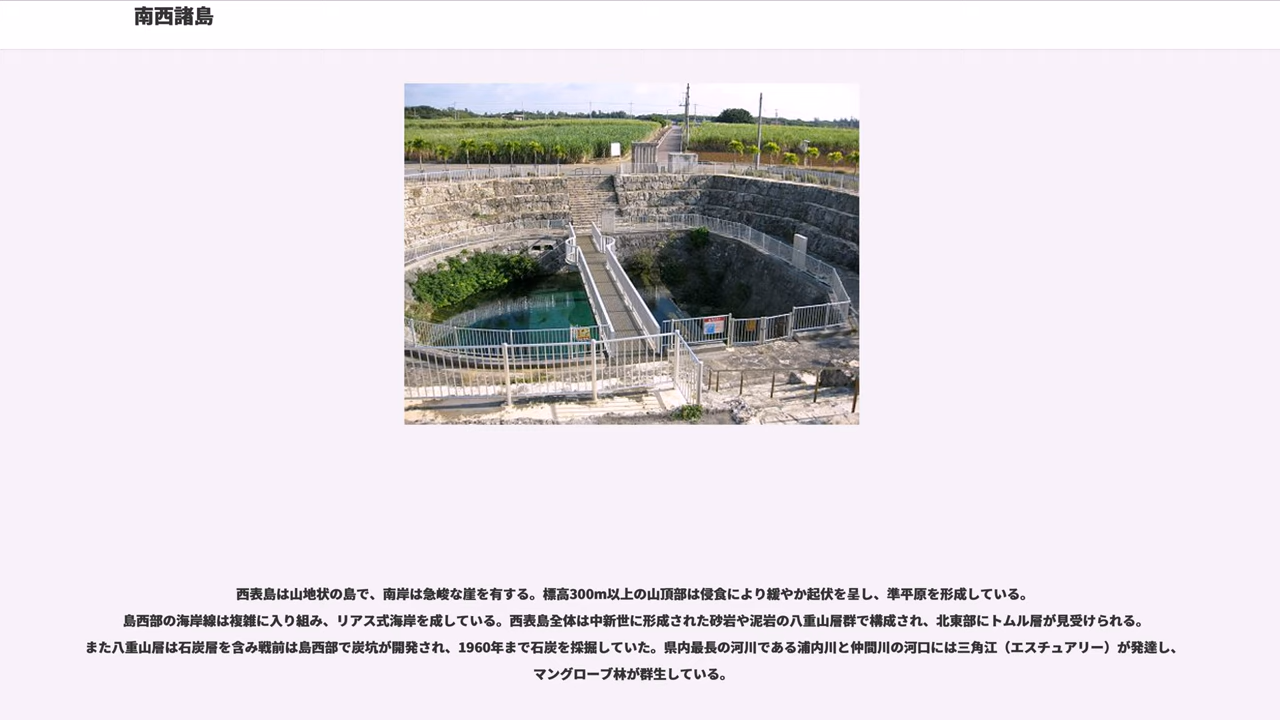 南西諸島
西表島は山地状の島で、南岸は急峻な崖を有する。標高300m以上の山頂部は侵食により緩やか起伏を呈し、準平原を形成している。
島西部の海岸線は複雑に入り組み、リアス式海岸を成している。西表島全体は中新世に形成された砂岩や泥岩の八重山層群で構成され、北東部にトムル層が見受けられる。
また八重山層は石炭層を含み戦前は島西部で炭坑が開発され、1960年まで石炭を採掘していた。県内最長の河川である浦内川と仲間川の河口には三角江（エスチュアリー）が発達し、
マングローブ林が群生している。